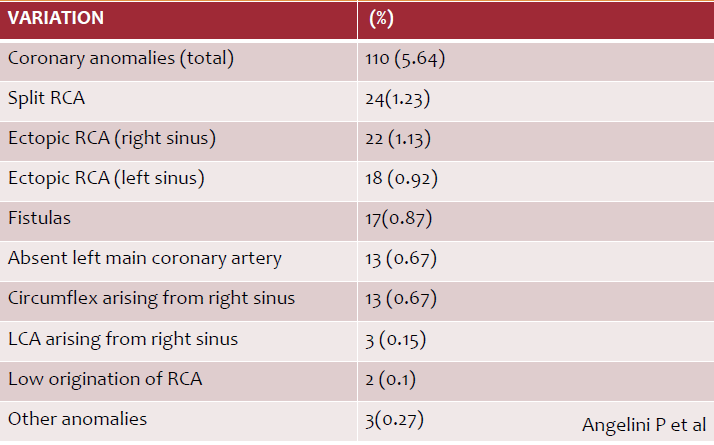 VARIATION (%)
Coronary anomalies (total) 110 (5.64)
Split RCA 24(1.23)
Ectopic RCA (right sinus) 22 (1.13)
Ectopic RCA (left sinus) 18 (0.92)
Fistulas 17(0.87)
Absent left main coronary artery 13 (0.67)
Circumflex arising from right sinus 13 (0.67)
LCA arising from right sinus 3 (0.15)
Low origination of RCA 2 (0.1)
Other anomalies 3(0.27)
Angelini P et al